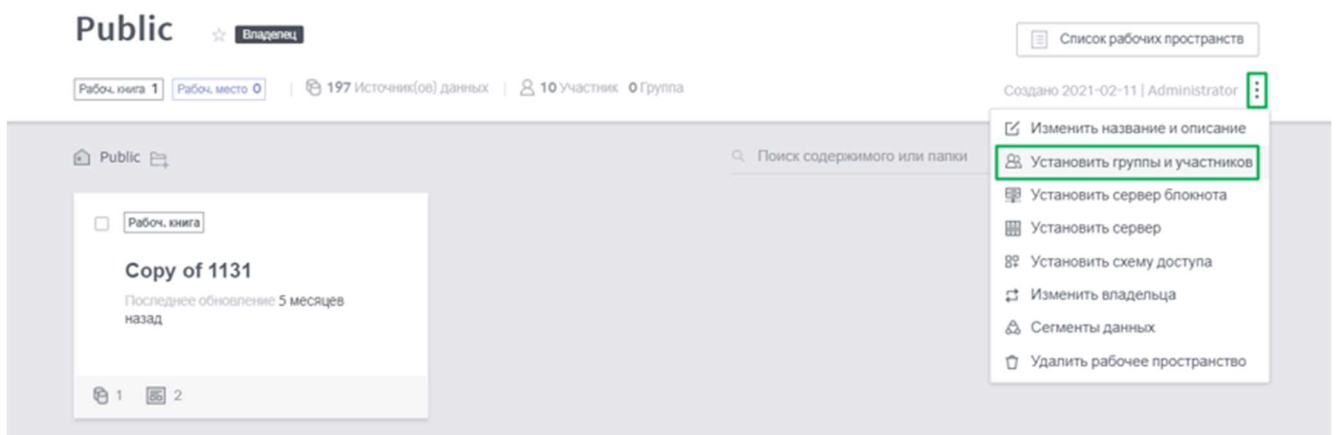 Public Владелец Список рабочих пространств
Рабоч. книга 1 Рабоч. место 0 | 197 Источник(ов) данных | 10 Участник 0 Группа Создано 2021-02-11 | Administrator
Изменить название и описание
Public Поиск содержимого или папки Установить группы и участников
Установить сервер блокнота
Рабоч. книга Установить сервер
Copy of 1131 Установить схему доступа
Последнее обновление 5 месяцев Изменить владельца
назад Сегменты данных
Удалить рабочее пространство
1 2